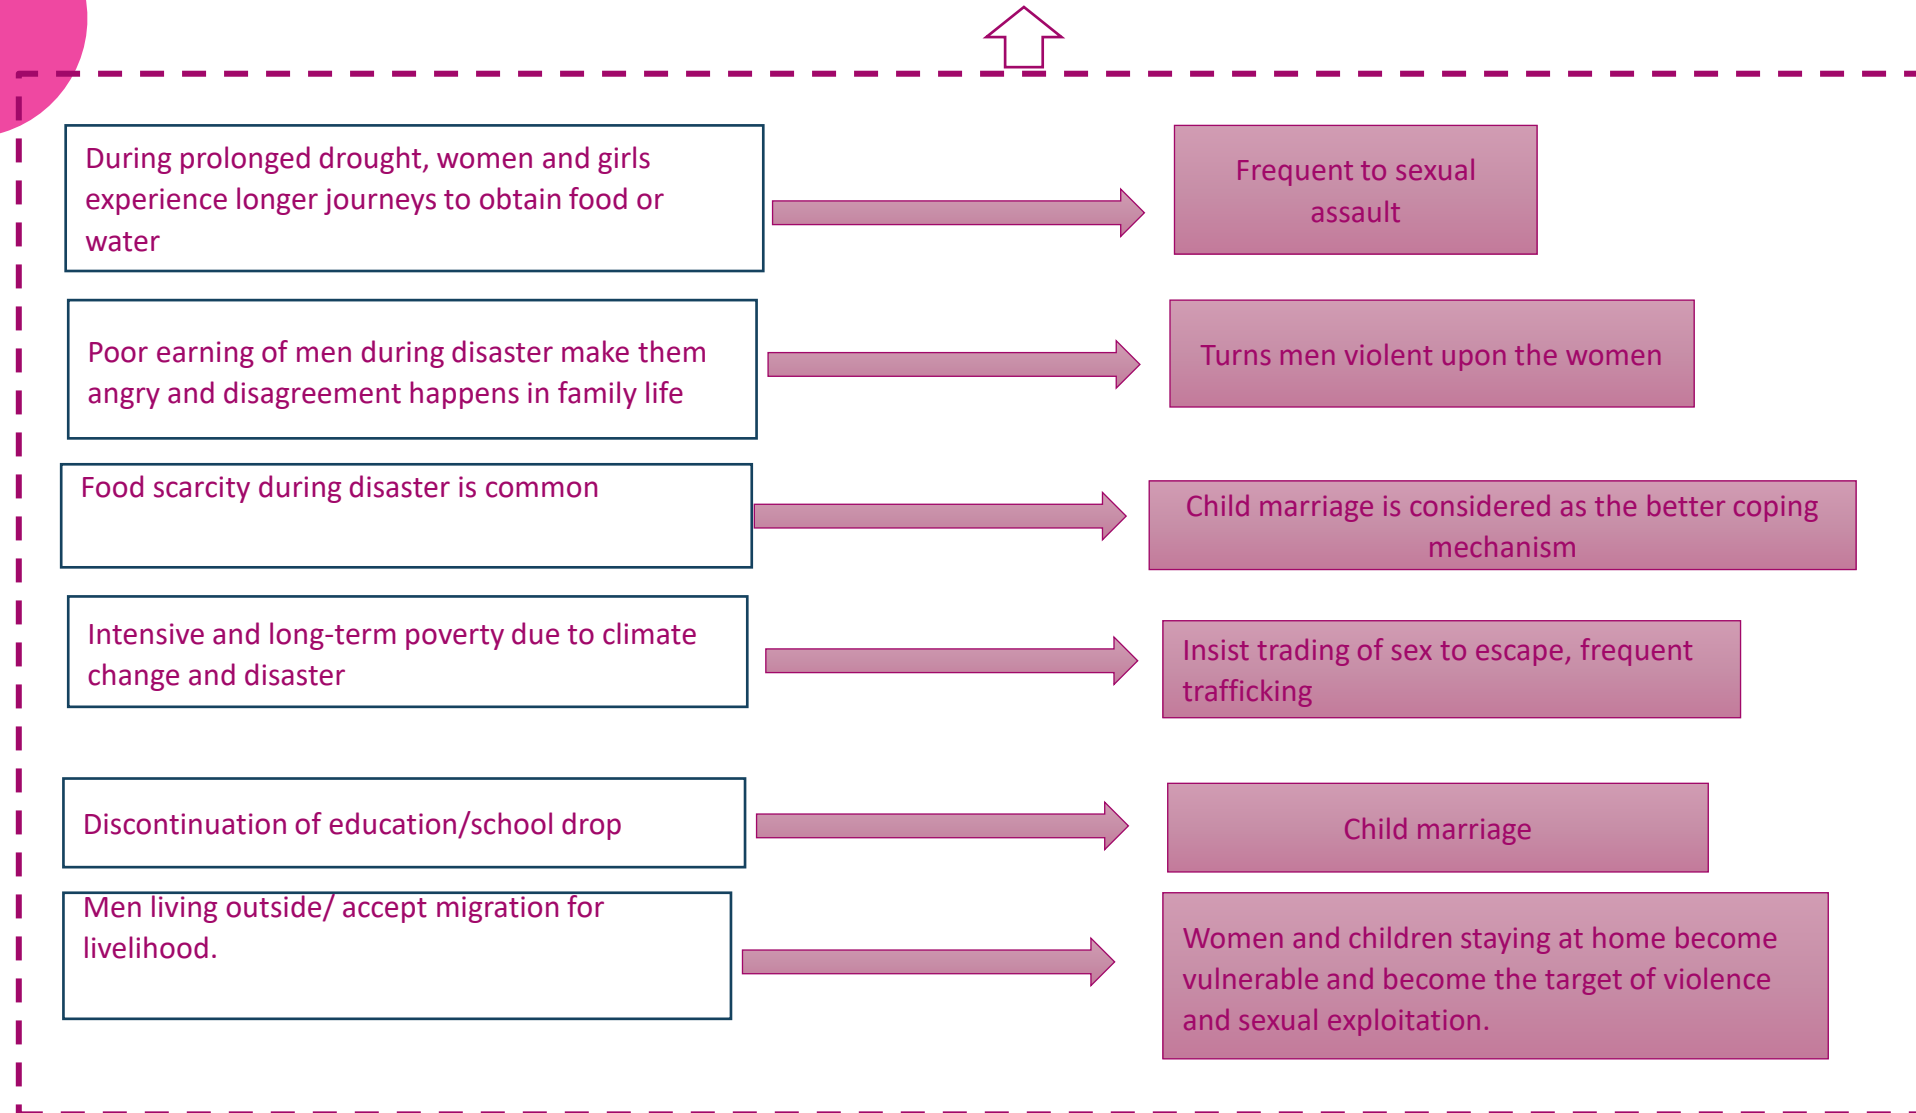 During prolonged drought, women and girls
experience longer journeys to obtain food or
water
Frequent to sexual
assault
Poor earning of men during disaster make them
angry and disagreement happens in family life
Turns men violent upon the women
Food scarcity during disaster is common
Child marriage is considered as the better coping
mechanism
Intensive and long-term poverty due to climate
change and disaster
Insist trading of sex to escape, frequent
trafficking
Discontinuation of education/school drop
Child marriage
Men living outside/ accept migration for
livelihood.
Women and children staying at home become
vulnerable and become the target of violence
and sexual exploitation.